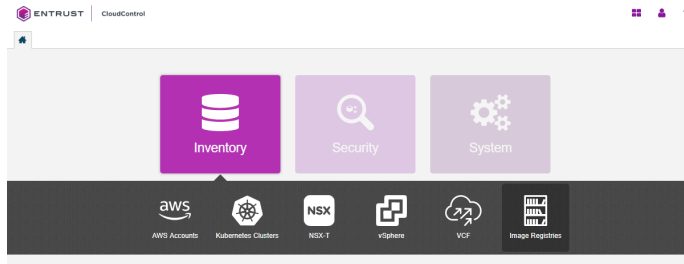 ENTRUST CloudControl
Inventory Security System
aws NSX
AWS Accounts Kubernetes Clusters NSX-T vSphere VCF Image Registries